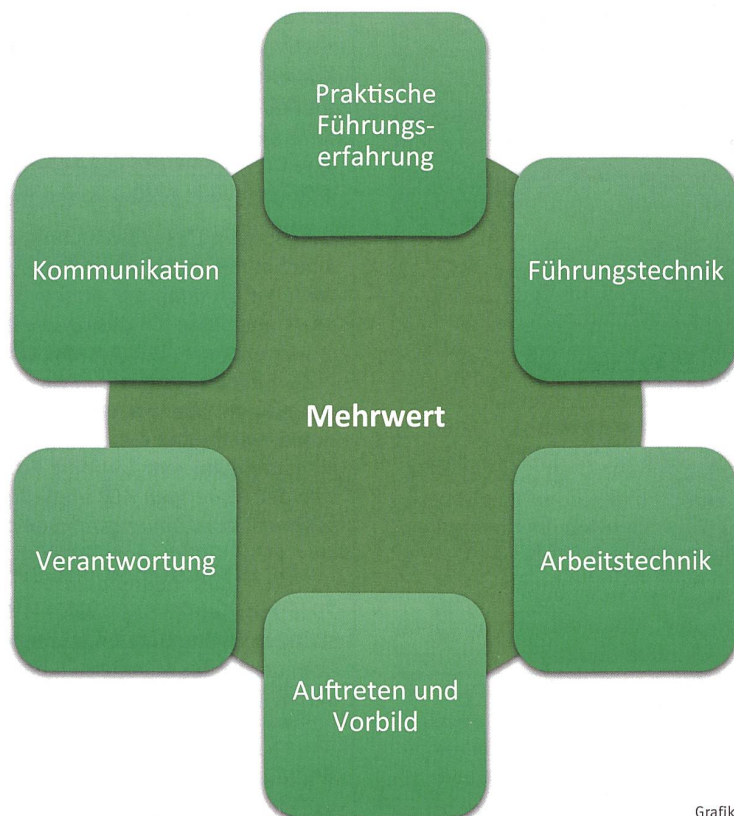 Praktische
Führungs-
erfahrung
Kommunikation
Führungstechnik
Mehrwert
Verantwortung
Arbeitstechnik
Auftreten und
Vorbild
Grafik